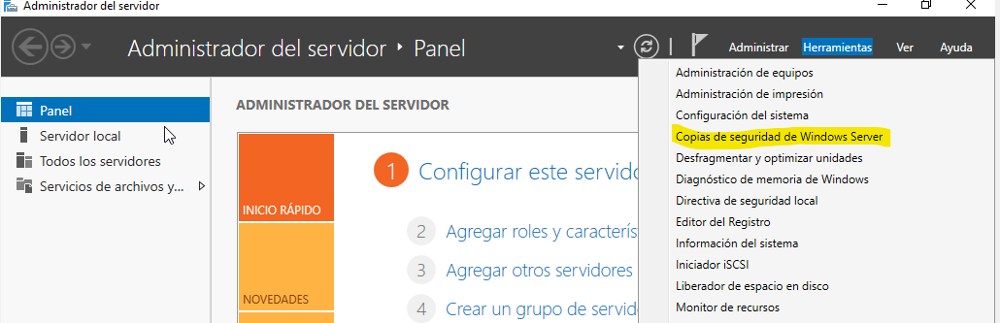 Administrador del servidor
Administrador del servidor ‣ Panel
Administrar Herramientas Ver Ayuda
Panel
Servidor local
Todos los servidores
Servicios de archivos y...
ADMINISTRADOR DEL SERVIDOR
INICIO RÁPIDO
NOVEDADES
1 Configurar este servido
2 Agregar roles y caracterís
3 Agregar otros servidores
4 Crear un grupo de servid
Administración de equipos
Administración de impresión
Configuración del sistema
Copias de seguridad de Windows Server
Desfragmentar y optimizar unidades
Diagnóstico de memoria de Windows
Directiva de seguridad local
Editor del Registro
Información del sistema
Iniciador iSCSI
Liberador de espacio en disco
Monitor de recursos